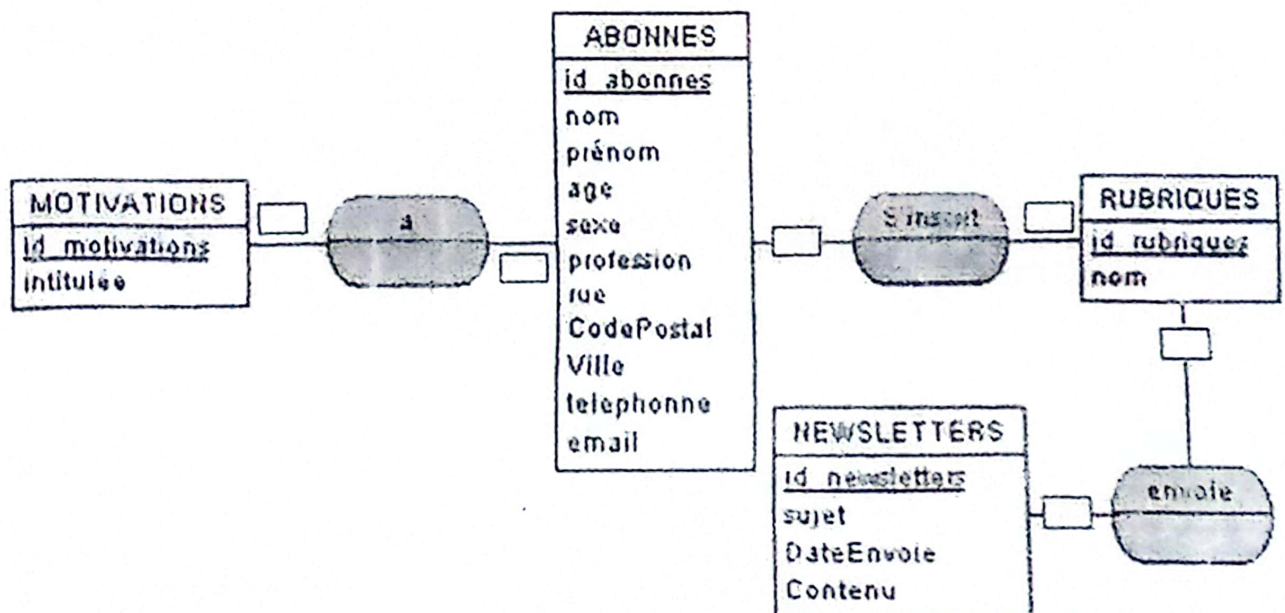 ABONNES
id_abonnes
nom
prénom
age
sexe
profession
rue
CodePostal
Ville
telephonne
email
MOTIVATIONS
id_motivations
intitulée
a
S'inscrit
RUBRIQUES
id_rubriques
nom
NEWSLETTERS
id_newsletters
sujet
DateEnvoie
Contenu
envoie